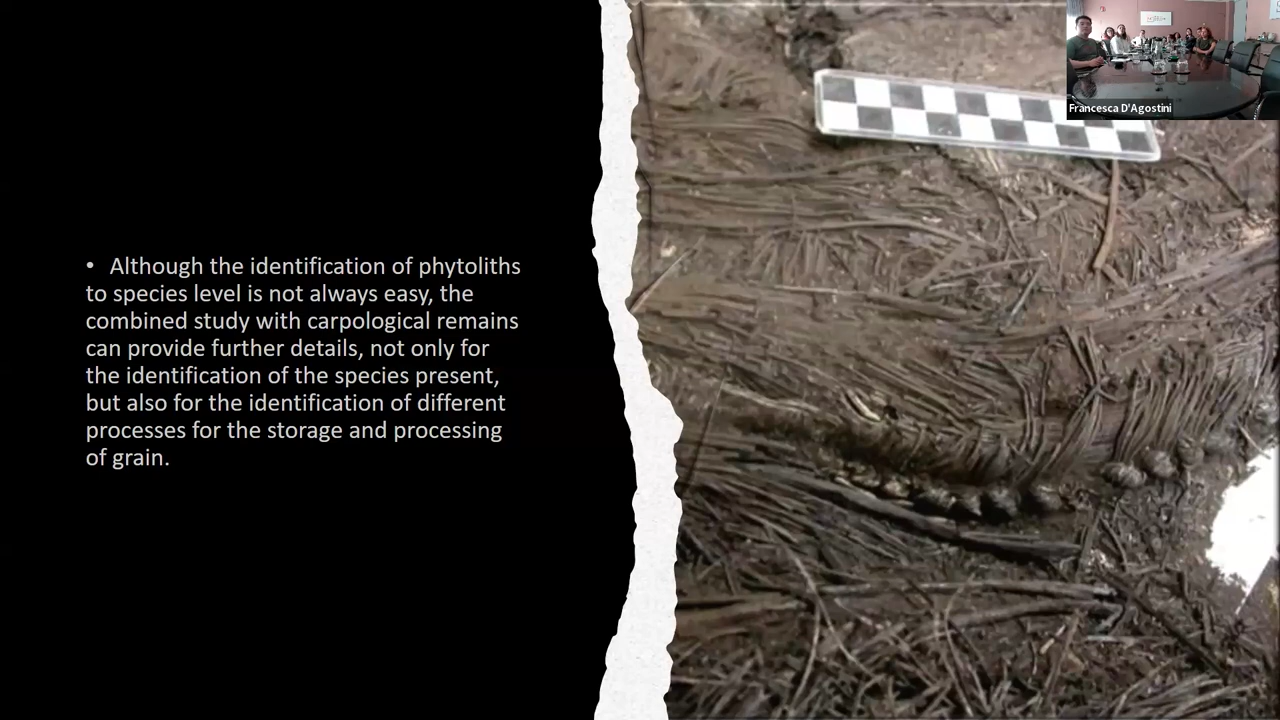 Francesca D'Agostini
• Although the identification of phytoliths
to species level is not always easy, the
combined study with carpological remains
can provide further details, not only for
the identification of the species present,
but also for the identification of different
processes for the storage and processing
of grain.